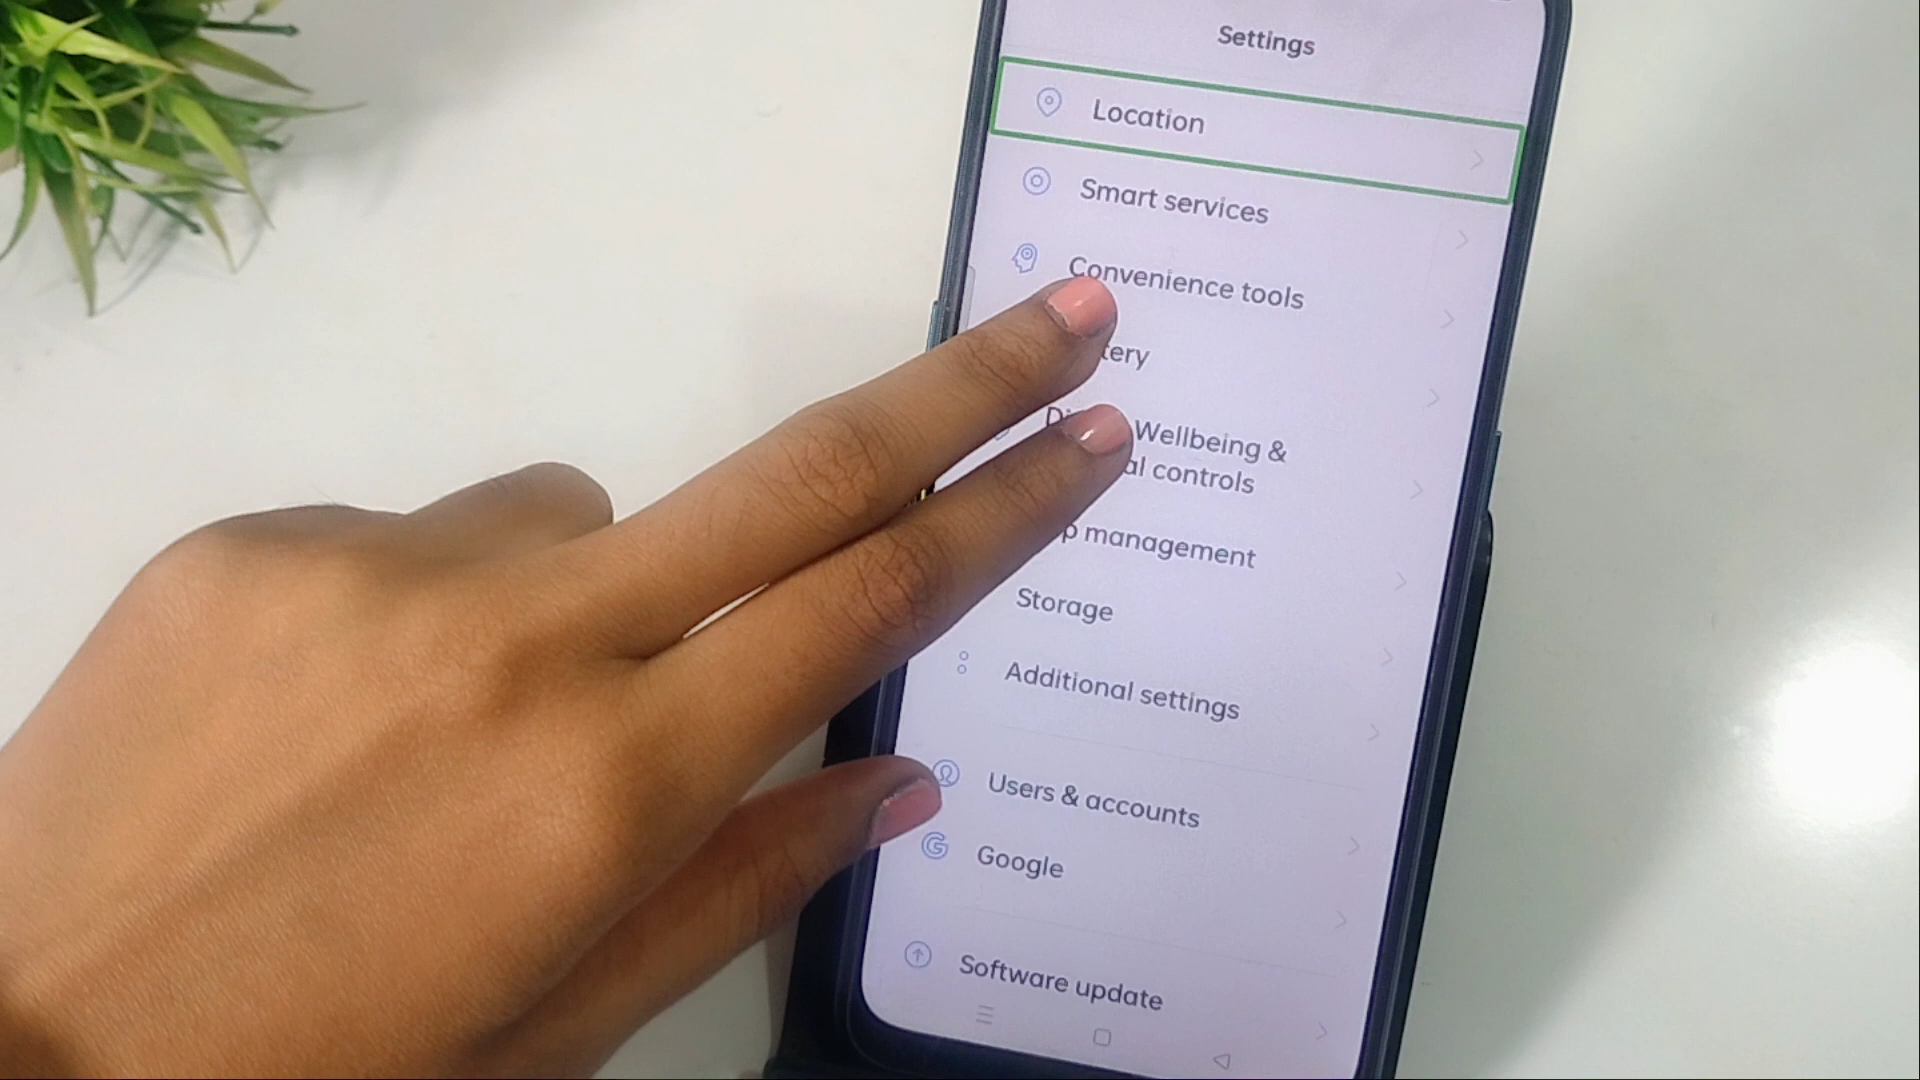 Settings
Location
Smart services
Convenience tools
Wellbeing &
controls
management
Storage
Additional settings
Users & accounts
Google
Software update